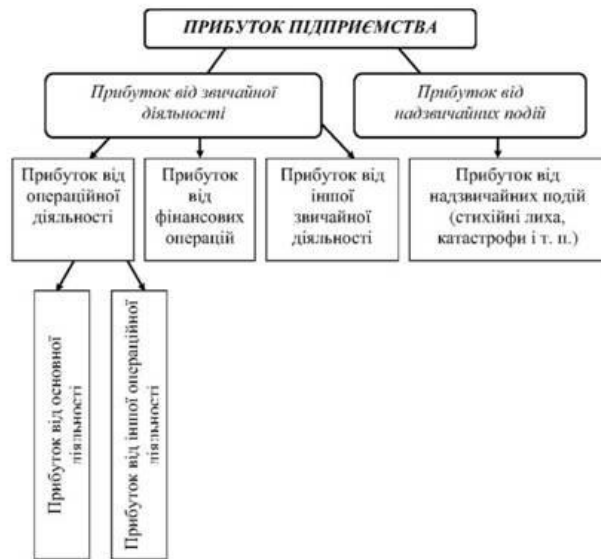 ПРИБУТОК ПІДПРИЄМСТВА
Прибуток від звичайної
діяльності
Прибуток від
надзвичайних подій
Прибуток від
операційної
діяльності
Прибуток
від
фінансових
операцій
Прибуток від
іншої
звичайної
діяльності
Прибуток від
надзвичайних подій
(стихійні лиха,
катастрофи і т. п.)
Прибуток від основної
діяльності
Прибуток від іншої операційної
діяльності